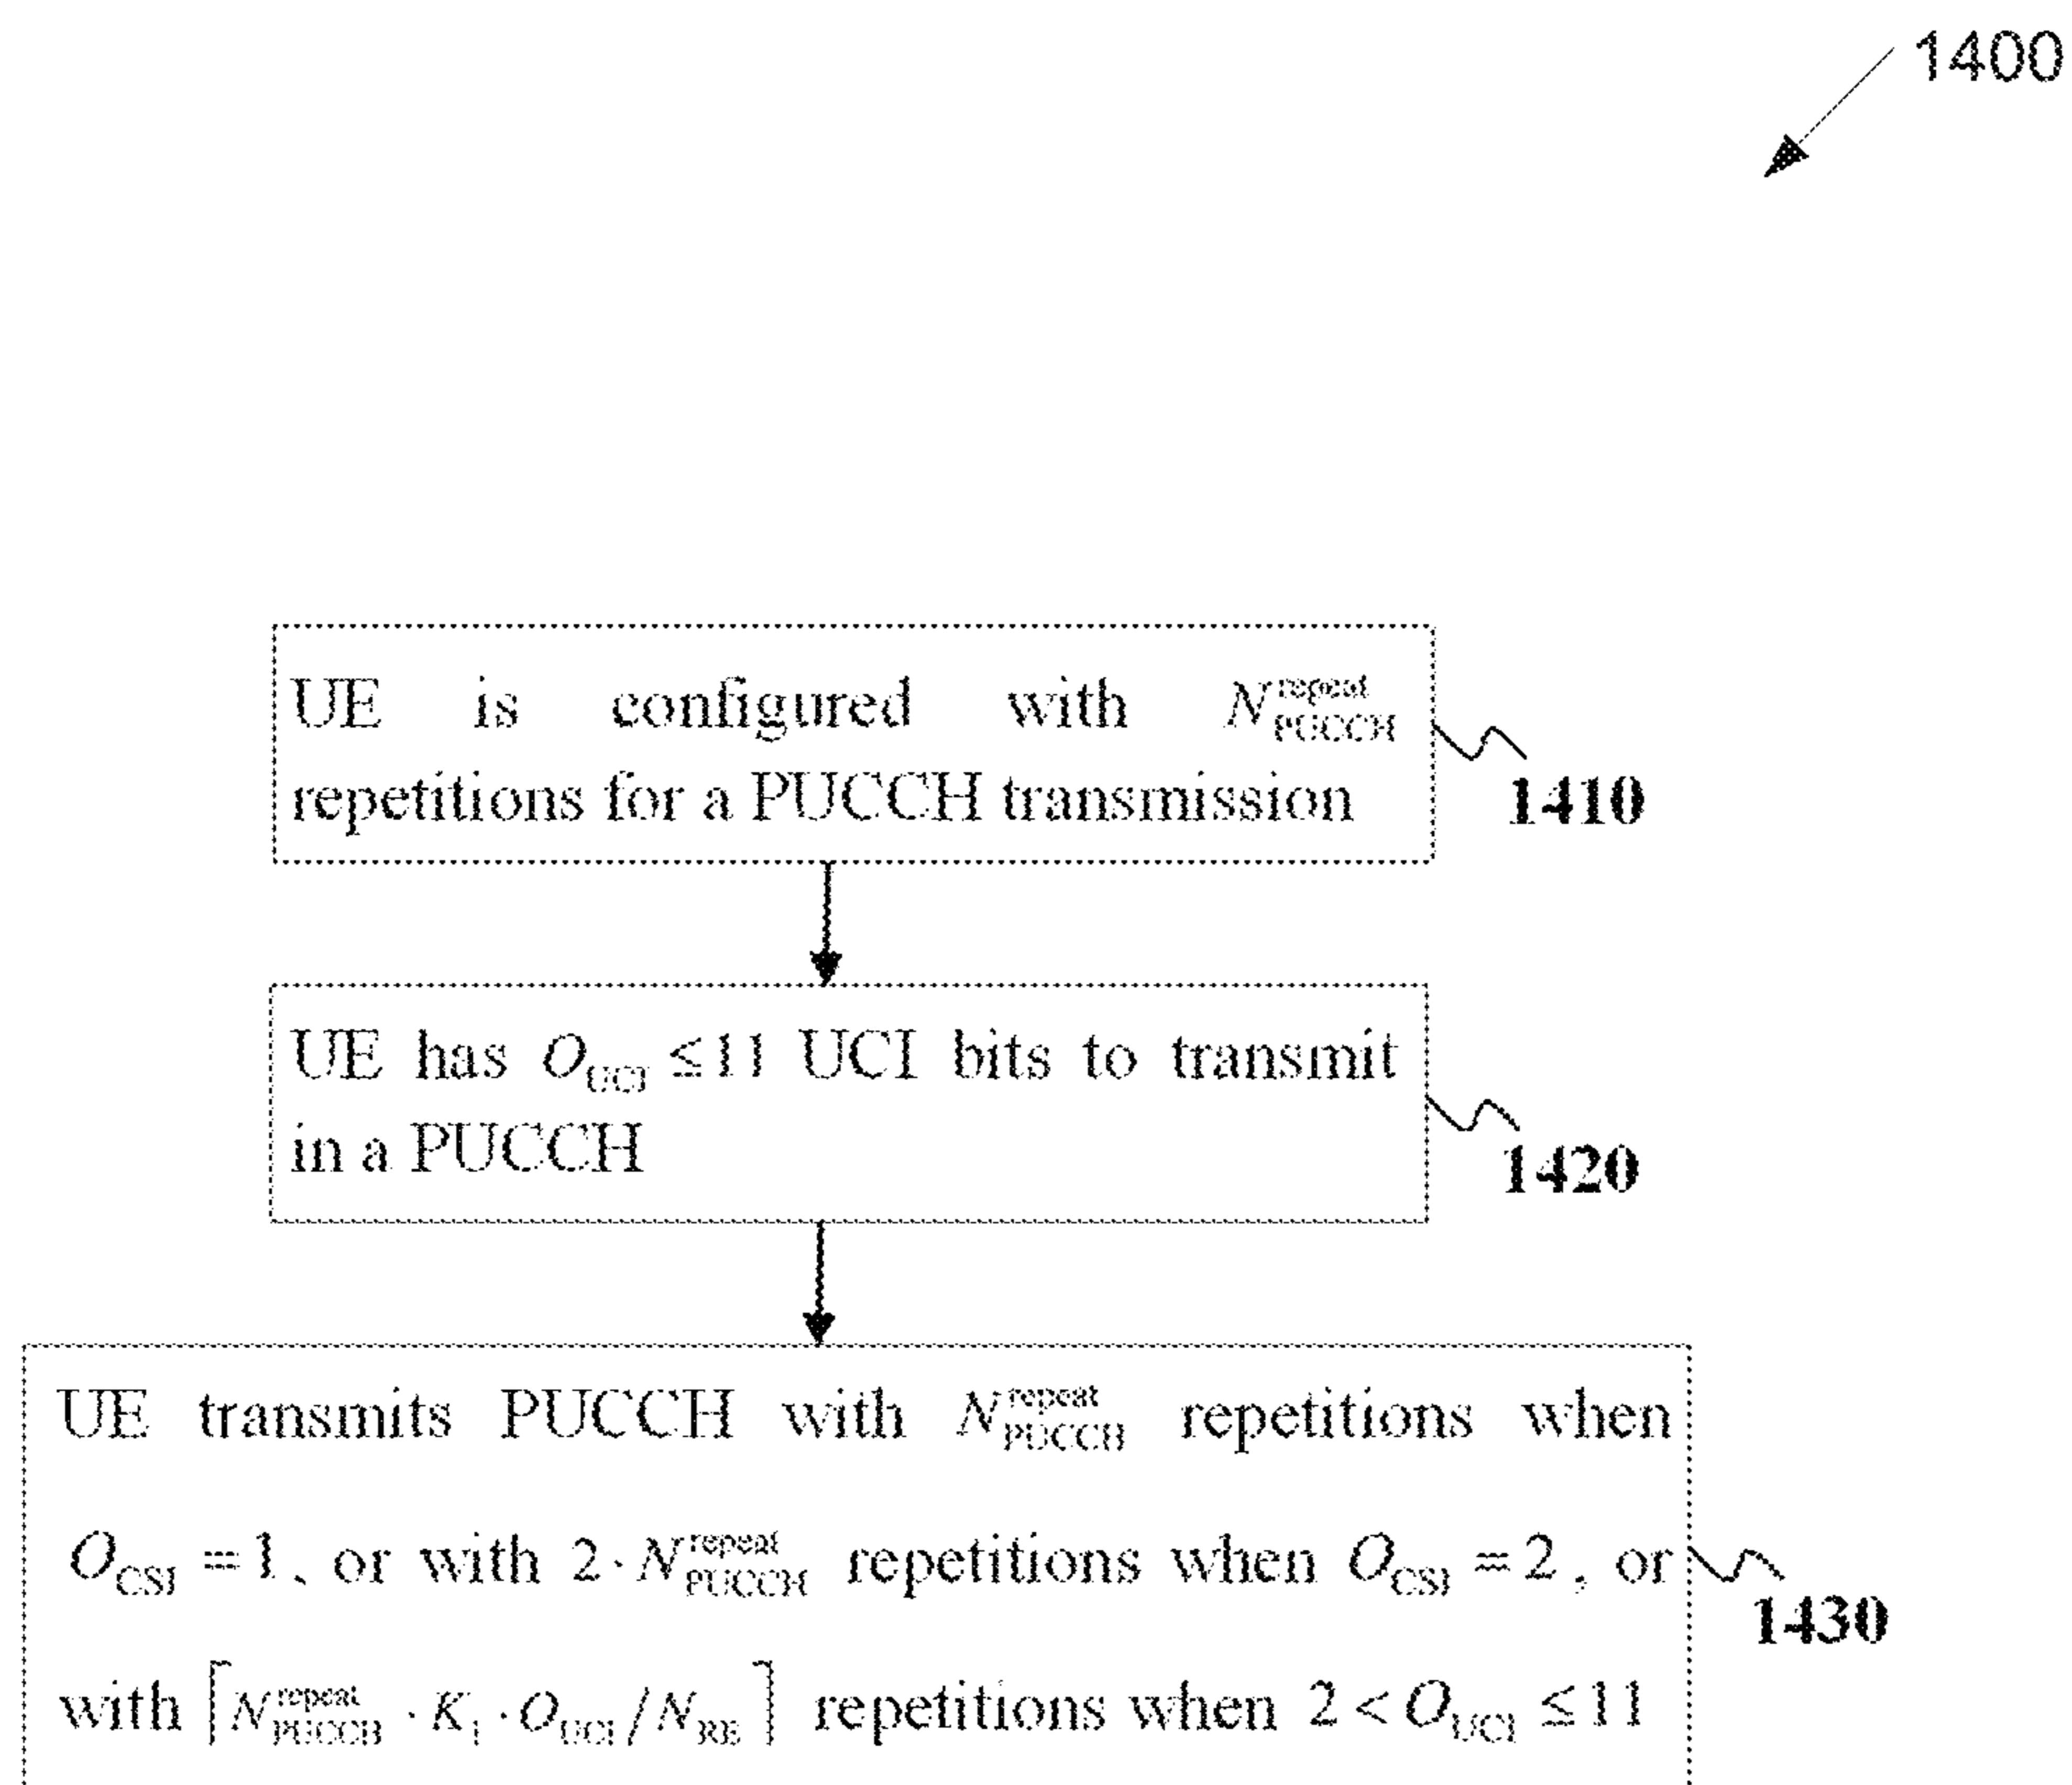 1400
UE is configured with N_PUCCH^repeat
repetitions for a PUCCH transmission
1410
UE has O_UCI ≤ 11 UCI bits to transmit
in a PUCCH
1420
UE transmits PUCCH with N_PUCCH^repeat repetitions when
O_CSI = 1, or with 2 · N_PUCCH^repeat repetitions when O_CSI = 2, or
1430
with ⌈N_PUCCH^repeat · K_1 · O_UCI / N_RE⌉ repetitions when 2 < O_UCI ≤ 11